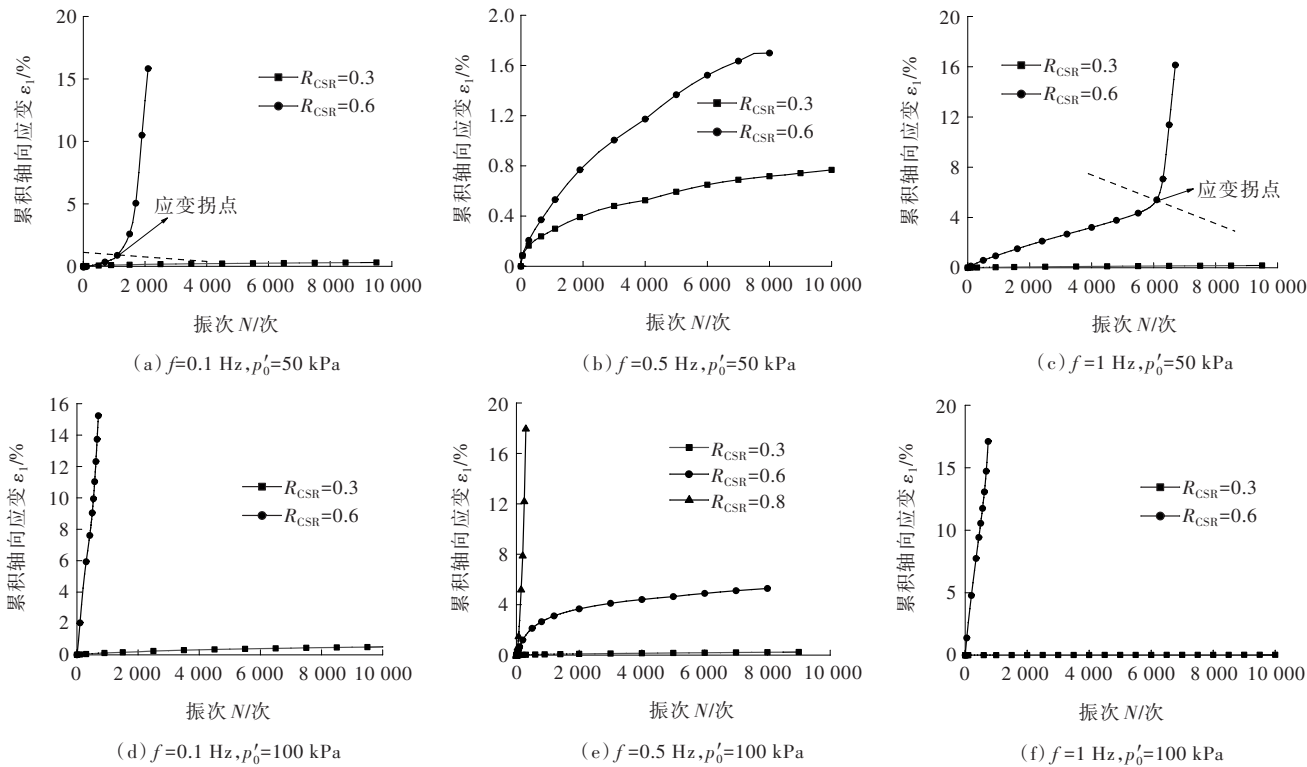 20
15
10
5
0
累积轴向应变 ε₁/%
R_CSR=0.3
R_CSR=0.6
应变拐点
0 2 000 4 000 6 000 8 000 10 000
振次 N/次
(a) f=0.1 Hz,p′₀=50 kPa
2.0
1.6
1.2
0.8
0.4
0.0
累积轴向应变 ε₁/%
R_CSR=0.3
R_CSR=0.6
0 2 000 4 000 6 000 8 000 10 000
振次 N/次
(b) f=0.5 Hz,p′₀=50 kPa
20
16
12
8
4
0
累积轴向应变 ε₁/%
R_CSR=0.3
R_CSR=0.6
应变拐点
0 2 000 4 000 6 000 8 000 10 000
振次 N/次
(c) f=1 Hz,p′₀=50 kPa
16
14
12
10
8
6
4
2
0
累积轴向应变 ε₁/%
R_CSR=0.3
R_CSR=0.6
0 2 000 4 000 6 000 8 000 10 000
振次 N/次
(d) f=0.1 Hz,p′₀=100 kPa
20
16
12
8
4
0
累积轴向应变 ε₁/%
R_CSR=0.3
R_CSR=0.6
R_CSR=0.8
0 2 000 4 000 6 000 8 000 10 000
振次 N/次
(e) f=0.5 Hz,p′₀=100 kPa
20
15
10
5
0
累积轴向应变 ε₁/%
R_CSR=0.3
R_CSR=0.6
0 2 000 4 000 6 000 8 000 10 000
振次 N/次
(f) f=1 Hz,p′₀=100 kPa